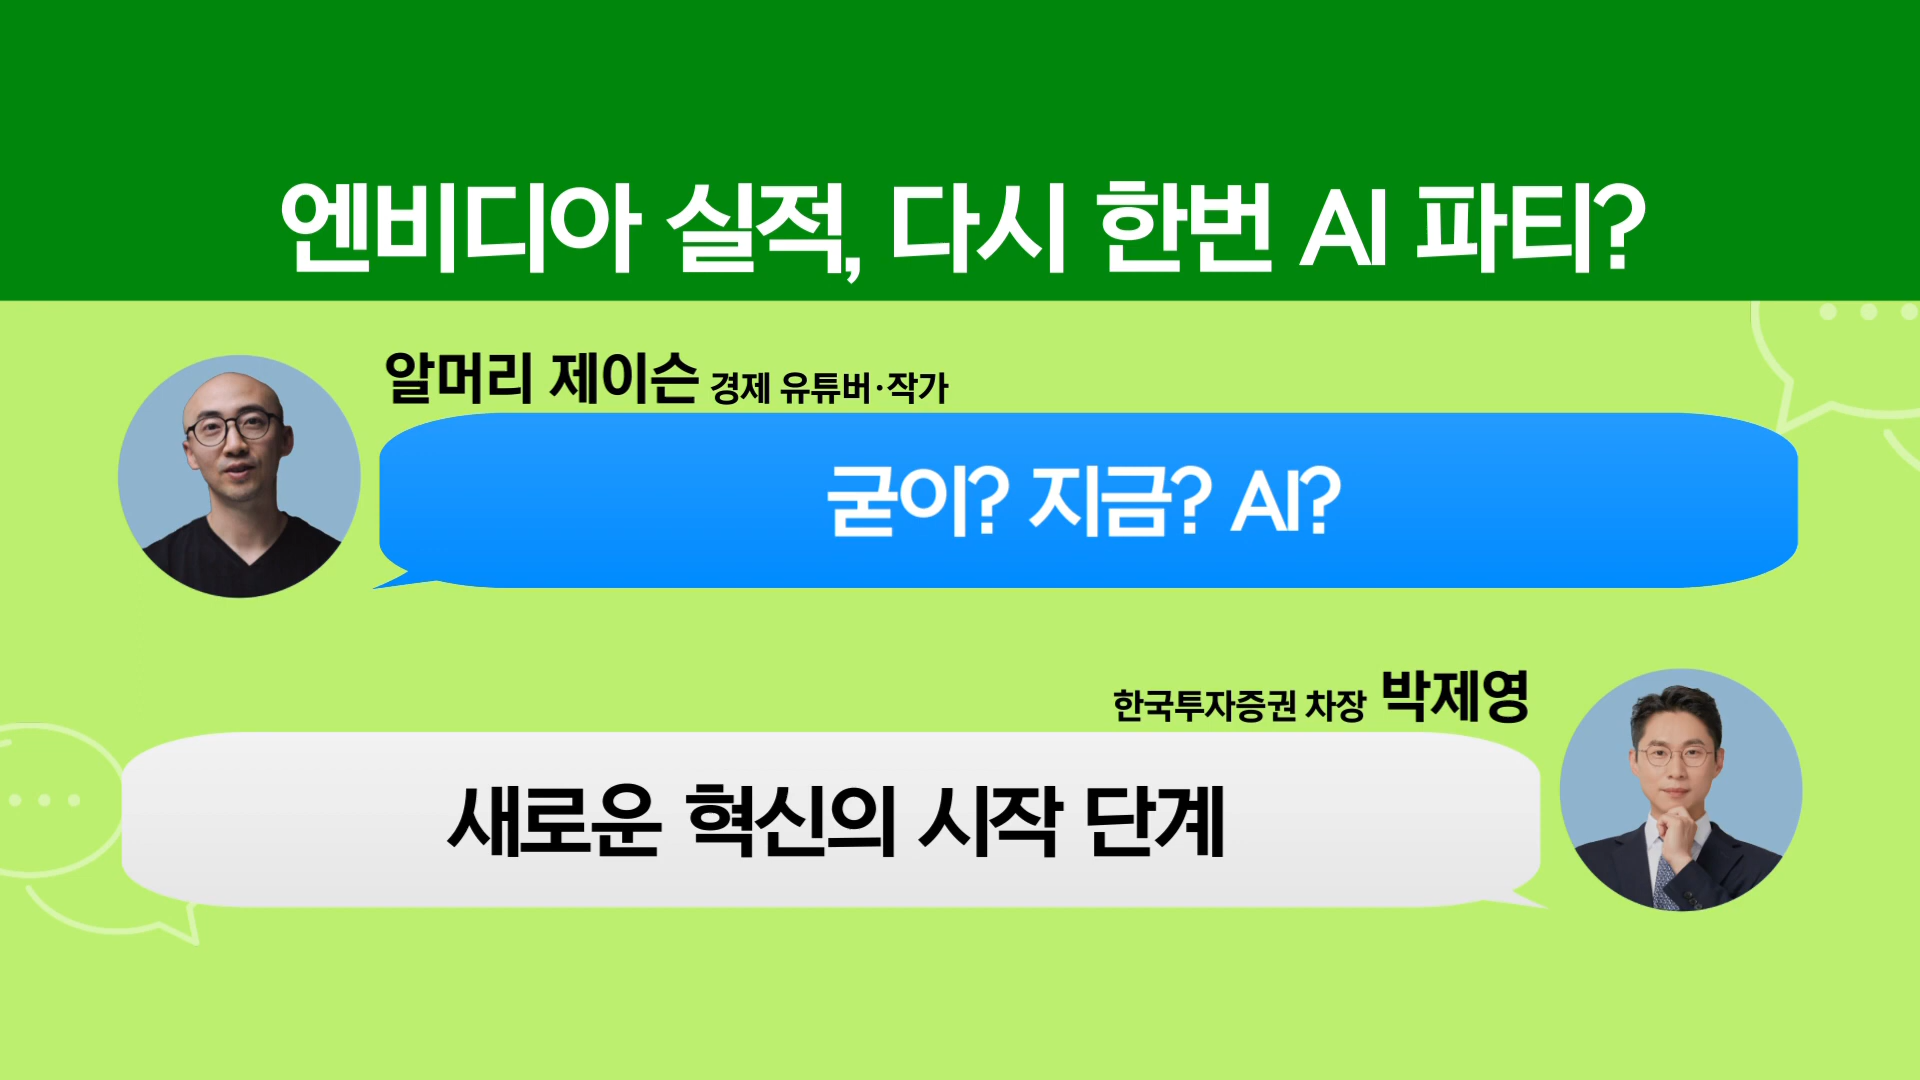 엔비디아 실적, 다시 한번 AI 파티?
알머리 제이슨 경제 유튜버·작가
굳이? 지금? AI?
한국투자증권 차장 박제영
새로운 혁신의 시작 단계